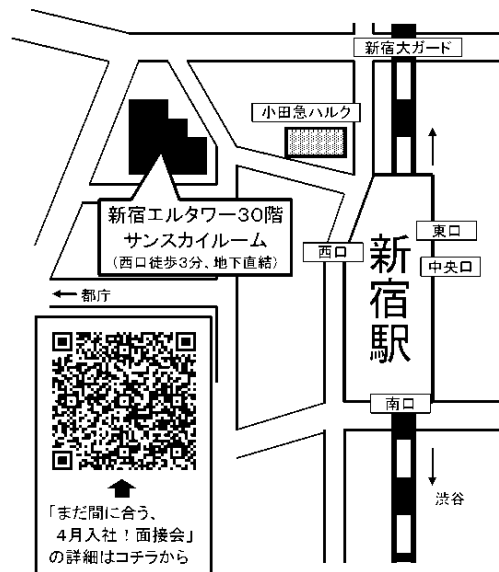 新宿大ガード
小田急ハルク
新宿エルタワー30階
サンスカイルーム
(西口徒歩3分、地下直結)
西口
新宿駅
東口
中央口
←都庁
南口
渋谷
「まだ間に合う、
4月入社!面接会」
の詳細はコチラから